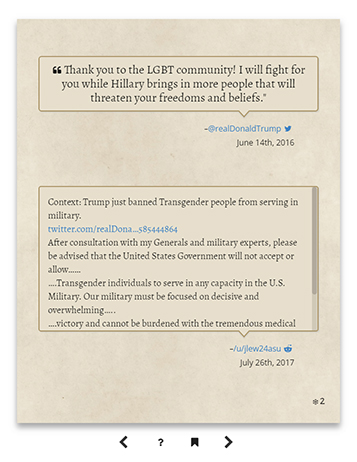 “ Thank you to the LGBT community! I will fight for
you while Hillary brings in more people that will
threaten your freedoms and beliefs."
–@realDonaldTrump
June 14th, 2016
Context: Trump just banned Transgender people from serving in
military.
twitter.com/realDona...585444864
After consultation with my Generals and military experts, please
be advised that the United States Government will not accept or
allow......
....Transgender individuals to serve in any capacity in the U.S.
Military. Our military must be focused on decisive and
overwhelming.....
....victory and cannot be burdened with the tremendous medical
–/u/jlew24asu
July 26th, 2017
2
?